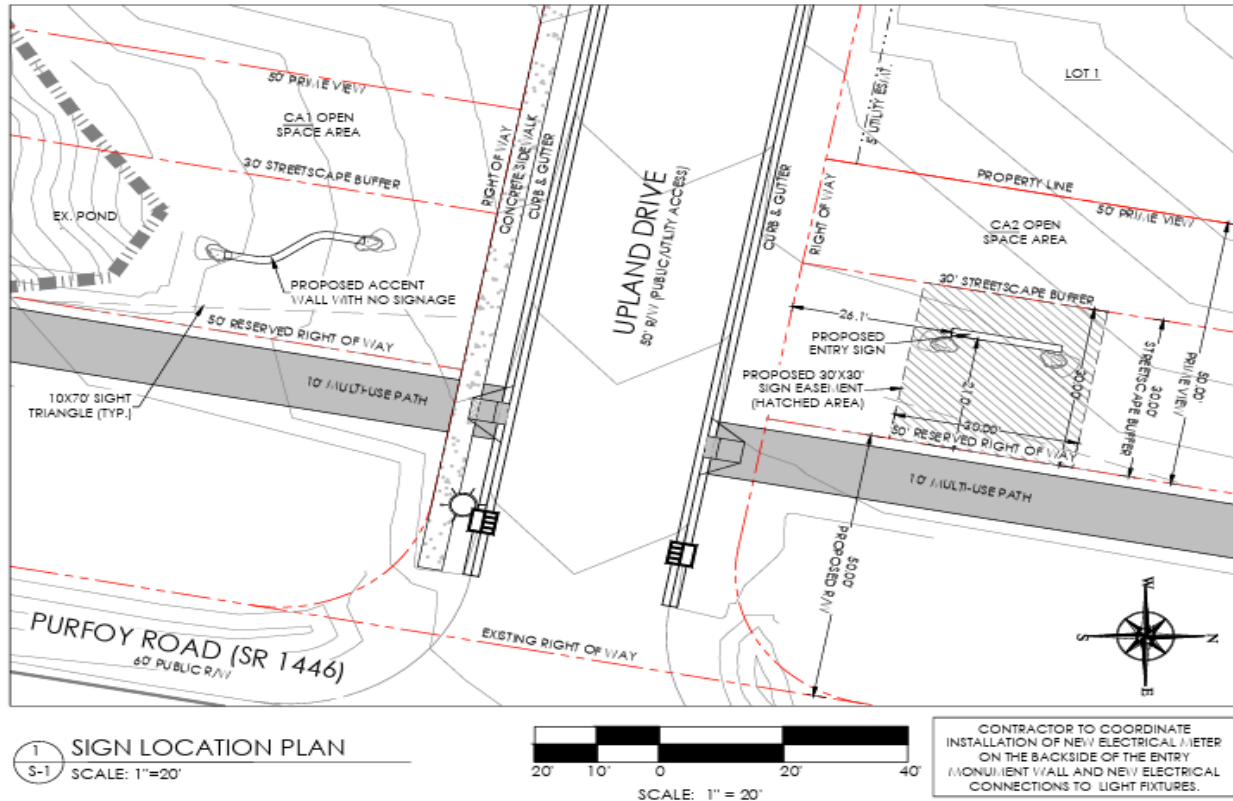 50' PRIME VIEW
CA1 OPEN
SPACE AREA
30' STREETSCAPE BUFFER
EX. POND
PROPOSED ACCENT
WALL WITH NO SIGNAGE
50' RESERVED RIGHT OF WAY
10' MULTI-USE PATH
10X70' SIGHT
TRIANGLE (TYP.)
RIGHT OF WAY
CONCRETE SIDEWALK
CURB & GUTTER
UPLAND DRIVE
50' R/W (PUBLIC/UTILITY ACCESS)
CURB & GUTTER
RIGHT OF WAY
5' UTILITY ESMT.
LOT 1
PROPERTY LINE
50' PRIME VIEW
CA2 OPEN
SPACE AREA
30' STREETSCAPE BUFFER
26.1'
PROPOSED
ENTRY SIGN
PROPOSED 30'X30'
SIGN EASEMENT
(HATCHED AREA)
21.0'
30.00'
30.00'
30.00'
STREETSCAPE BUFFER
50.00'
PRIME VIEW
50' RESERVED RIGHT OF WAY
10' MULTI-USE PATH
50.00'
PROPOSED R/W
EXISTING RIGHT OF WAY
PURFOY ROAD (SR 1446)
60' PUBLIC R/W
W
S
N
E
1
S-1
SIGN LOCATION PLAN
SCALE: 1"=20'
20' 10' 0 20' 40'
SCALE: 1" = 20'
CONTRACTOR TO COORDINATE
INSTALLATION OF NEW ELECTRICAL METER
ON THE BACKSIDE OF THE ENTRY
MONUMENT WALL AND NEW ELECTRICAL
CONNECTIONS TO LIGHT FIXTURES.